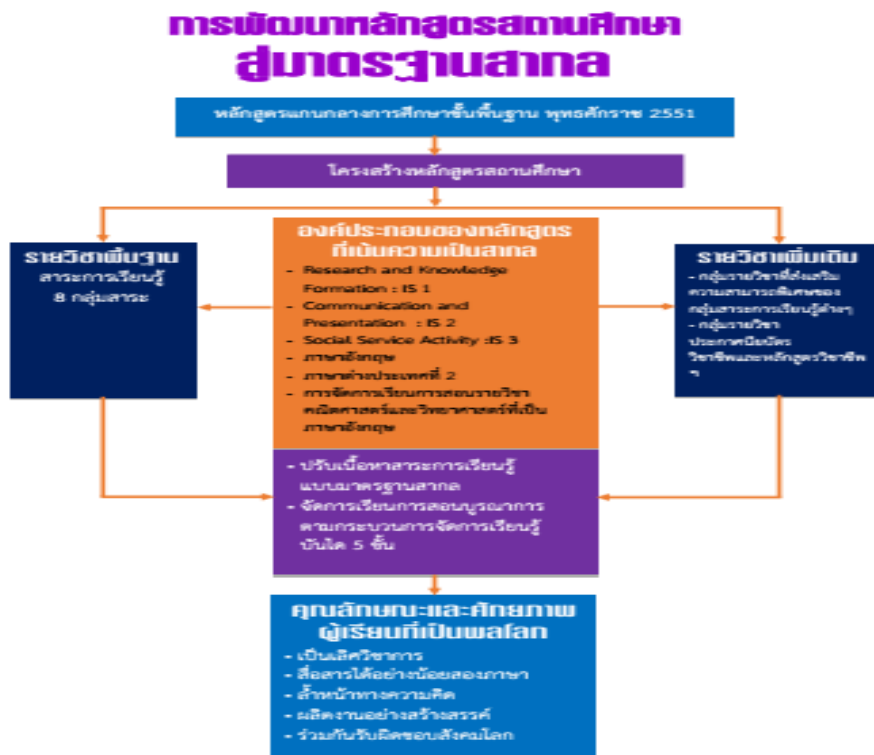 การพัฒนาหลักสูตรสถานศึกษา
สู่มาตรฐานสากล
หลักสูตรแกนกลางการศึกษาขั้นพื้นฐาน พุทธศักราช 2551
โครงสร้างหลักสูตรสถานศึกษา
รายวิชาพื้นฐาน
สาระการเรียนรู้
8 กลุ่มสาระ
องค์ประกอบของหลักสูตร
ที่เน้นความเป็นสากล
- Research and Knowledge
Formation : IS 1
- Communication and
Presentation : IS 2
- Social Service Activity :IS 3
- ภาษาอังกฤษ
- ภาษาต่างประเทศที่ 2
- การจัดการเรียนการสอนรายวิชา
คณิตศาสตร์และวิทยาศาสตร์ที่เป็น
ภาษาอังกฤษ
รายวิชาเพิ่มเติม
- กลุ่มรายวิชาที่ส่งเสริม
ความสามารถพิเศษของ
กลุ่มสาระการเรียนรู้ต่างๆ
- กลุ่มรายวิชา
ประกาศนียบัตร
วิชาชีพและหลักสูตรวิชาชีพ
ๆ
- ปรับเนื้อหาสาระการเรียนรู้
แบบมาตรฐานสากล
- จัดการเรียนการสอนบูรณาการ
ตามกระบวนการจัดการเรียนรู้
บันได 5 ขั้น
คุณลักษณะและศักยภาพ
ผู้เรียนที่เป็นพลโลก
- เป็นเลิศวิชาการ
- สื่อสารได้อย่างน้อยสองภาษา
- ล้ำหน้าทางความคิด
- ผลิตงานอย่างสร้างสรรค์
- ร่วมกันรับผิดชอบสังคมโลก